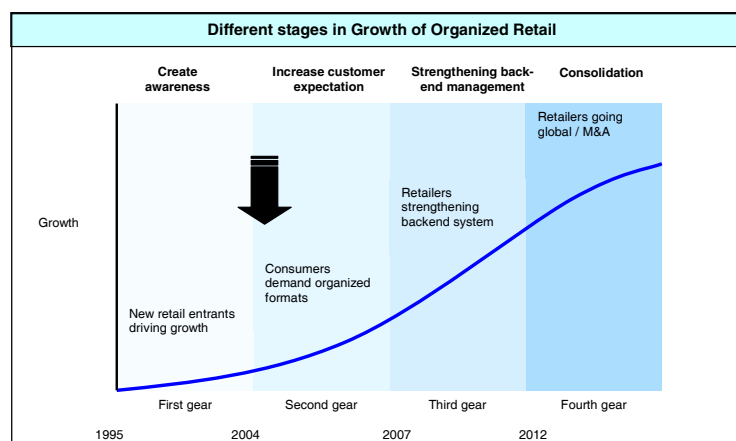 Different stages in Growth of Organized Retail
Create
awareness
Increase customer
expectation
Strengthening back-
end management
Consolidation
Retailers going
global / M&A
Retailers
strengthening
backend system
Growth
Consumers
demand organized
formats
New retail entrants
driving growth
First gear
Second gear
Third gear
Fourth gear
1995
2004
2007
2012